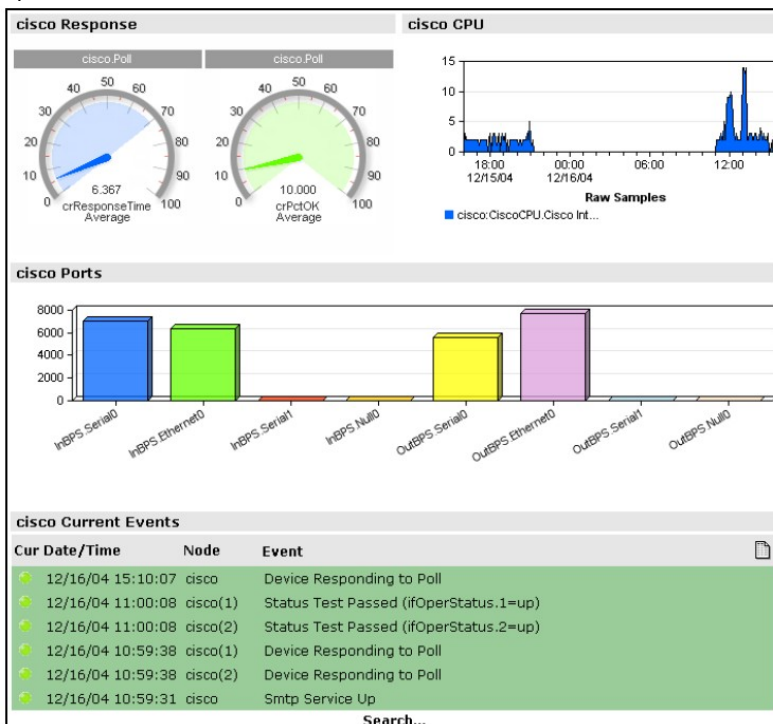 cisco Response
cisco.Poll
0 10 20 30 40 50 60 70 80 90 100
6.367
crResponseTime
Average
cisco.Poll
0 10 20 30 40 50 60 70 80 90 100
10.000
crPctOK
Average
cisco CPU
15
10
5
0
18:00 00:00 06:00 12:00
12/15/04 12/16/04
Raw Samples
cisco:CiscoCPU.Cisco Int...
cisco Ports
8000
6000
4000
2000
0
InBPS.Serial0
InBPS.Ethernet0
InBPS.Serial1
InBPS.Null0
OutBPS.Serial0
OutBPS.Ethernet0
OutBPS.Serial1
OutBPS.Null0
cisco Current Events
Cur Date/Time Node Event
12/16/04 15:10:07 cisco Device Responding to Poll
12/16/04 11:00:08 cisco(1) Status Test Passed (ifOperStatus.1=up)
12/16/04 11:00:08 cisco(2) Status Test Passed (ifOperStatus.2=up)
12/16/04 10:59:38 cisco(1) Device Responding to Poll
12/16/04 10:59:38 cisco(2) Device Responding to Poll
12/16/04 10:59:31 cisco Smtp Service Up
Search...